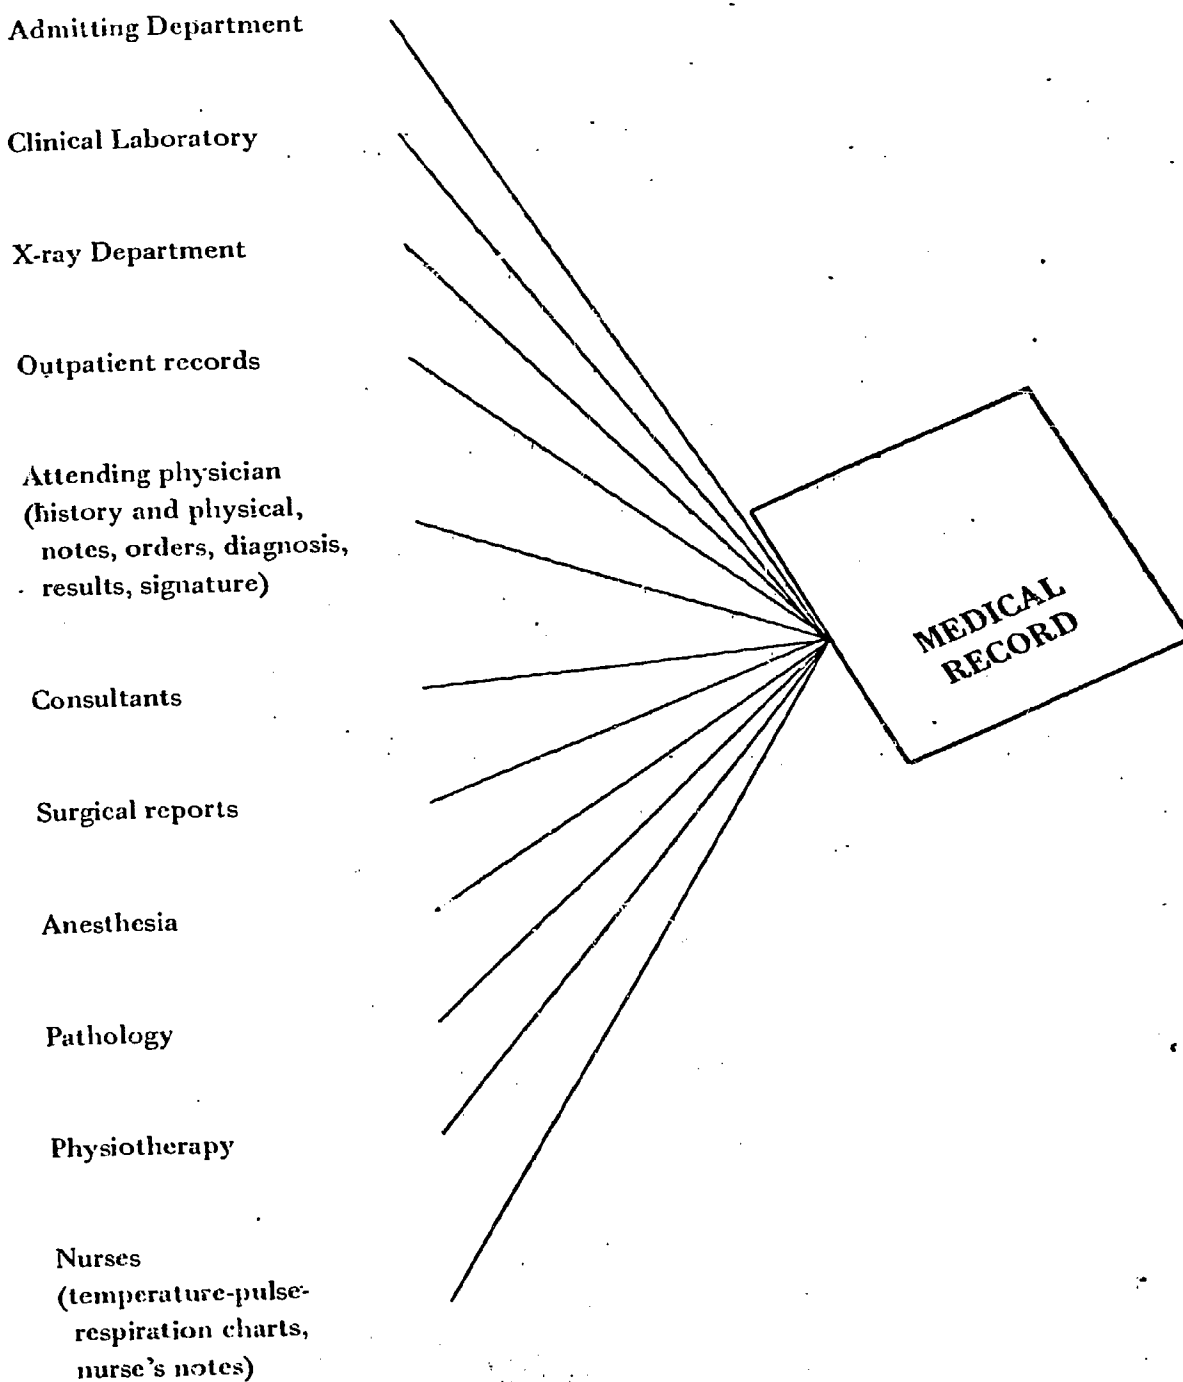 Admitting Department
Clinical Laboratory
X-ray Department
Outpatient records
Attending physician
(history and physical,
notes, orders, diagnosis,
results, signature)
Consultants
Surgical reports
Anesthesia
Pathology
Physiotherapy
Nurses
(temperature-pulse-
respiration charts,
nurse's notes)
MEDICAL
RECORD